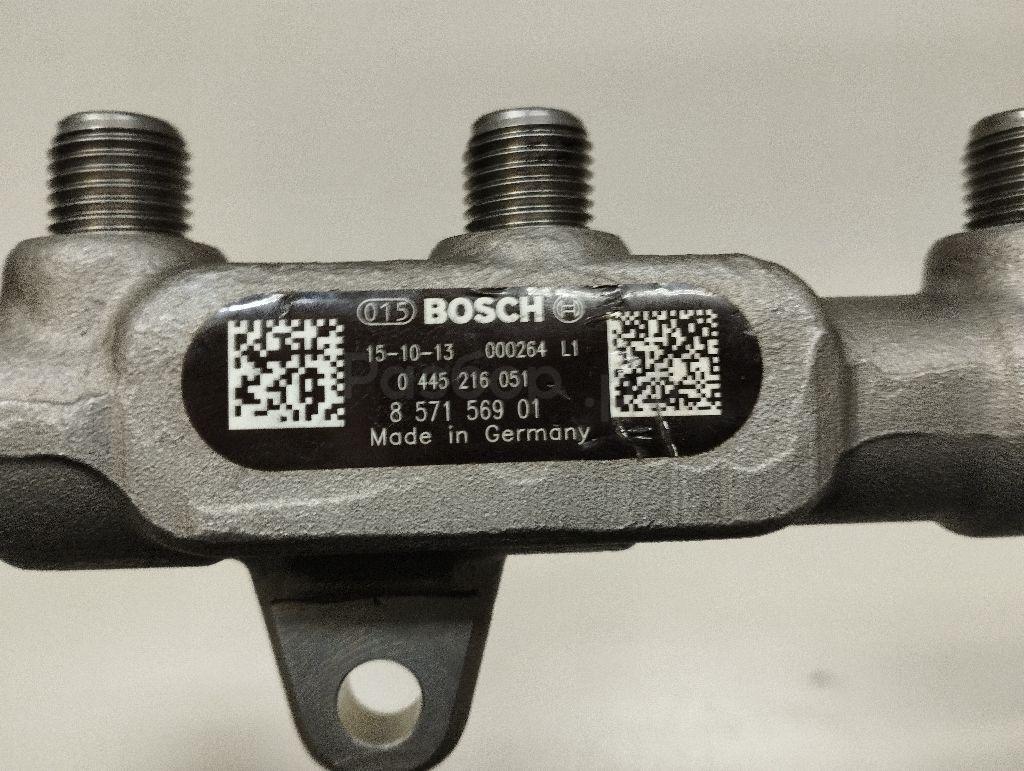 015 BOSCH
15-10-13 000264 L1
0 445 216 051
8 571 569 01
Made in Germany